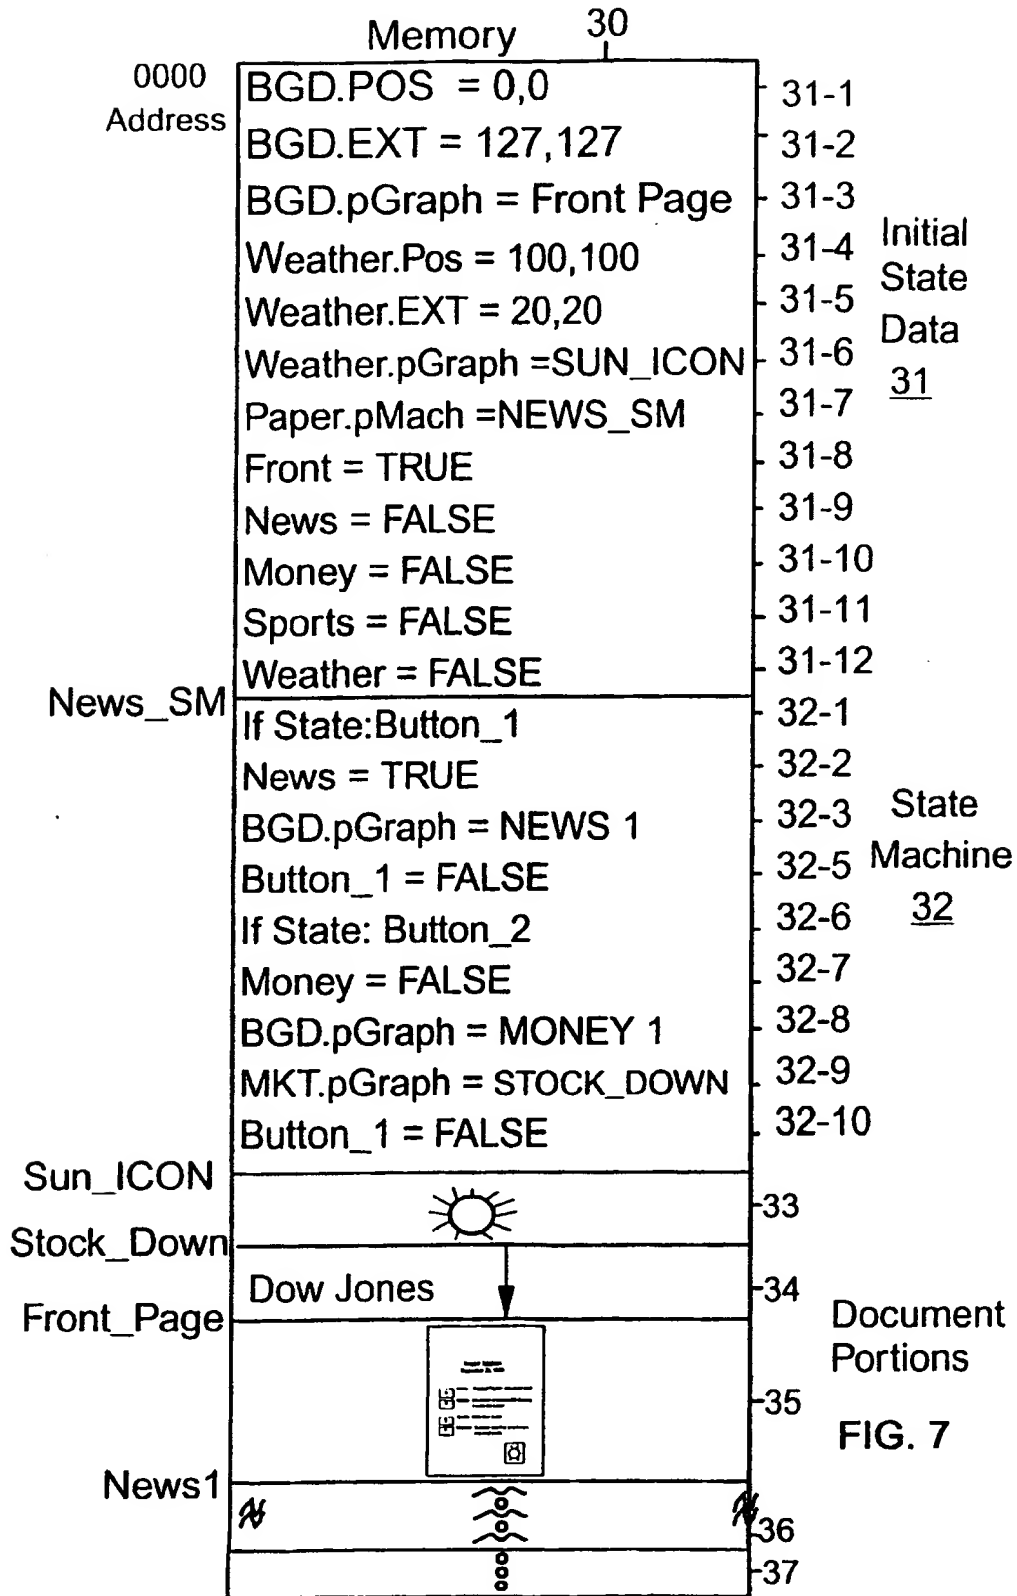 Memory 30
0000
Address
BGD.POS = 0,0 31-1
BGD.EXT = 127,127 31-2
BGD.pGraph = Front Page 31-3
Weather.Pos = 100,100 31-4
Weather.EXT = 20,20 31-5
Weather.pGraph =SUN_ICON 31-6
Paper.pMach =NEWS_SM 31-7
Front = TRUE 31-8
News = FALSE 31-9
Money = FALSE 31-10
Sports = FALSE 31-11
Weather = FALSE 31-12
Initial
State
Data
31
News_SM
If State:Button_1 32-1
News = TRUE 32-2
BGD.pGraph = NEWS 1 32-3
Button_1 = FALSE 32-5
If State: Button_2 32-6
Money = FALSE 32-7
BGD.pGraph = MONEY 1 32-8
MKT.pGraph = STOCK_DOWN 32-9
Button_1 = FALSE 32-10
State
Machine
32
Sun_ICON
33
Stock_Down
Dow Jones 34
Front_Page
35
Document
Portions
FIG. 7
News1
36
37